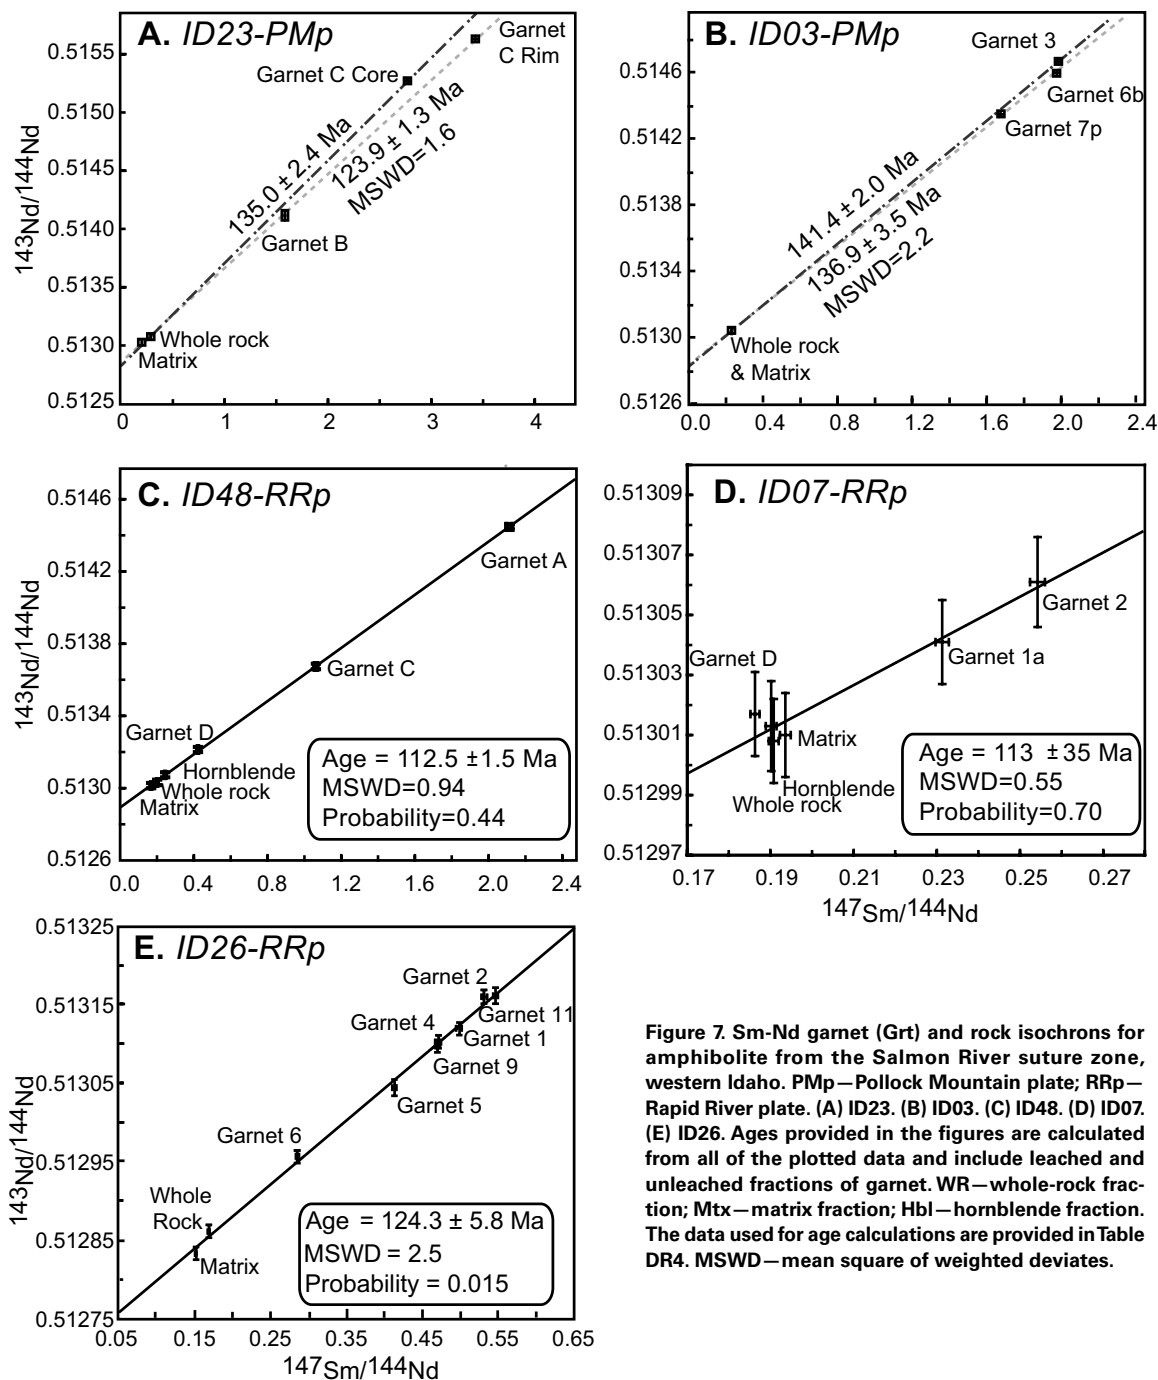 A. ID23-PMp
143Nd/144Nd
0.5155
0.5150
0.5145
0.5140
0.5135
0.5130
0.5125
0
1
2
3
4
Garnet
C Rim
Garnet C Core
135.0 ± 2.4 Ma
123.9 ± 1.3 Ma
MSWD=1.6
Garnet B
Whole rock
Matrix
B. ID03-PMp
0.5146
0.5142
0.5138
0.5134
0.5130
0.5126
0.0
0.4
0.8
1.2
1.6
2.0
2.4
Garnet 3
Garnet 6b
Garnet 7p
141.4 ± 2.0 Ma
136.9 ± 3.5 Ma
MSWD=2.2
Whole rock
& Matrix
C. ID48-RRp
143Nd/144Nd
0.5146
0.5142
0.5138
0.5134
0.5130
0.5126
0.0
0.4
0.8
1.2
1.6
2.0
2.4
Garnet A
Garnet C
Garnet D
Hornblende
Whole rock
Matrix
Age = 112.5 ±1.5 Ma
MSWD=0.94
Probability=0.44
D. ID07-RRp
0.51309
0.51307
0.51305
0.51303
0.51301
0.51299
0.51297
0.17
0.19
0.21
0.23
0.25
0.27
147Sm/144Nd
Garnet 2
Garnet 1a
Garnet D
Matrix
Hornblende
Whole rock
Age = 113 ±35 Ma
MSWD=0.55
Probability=0.70
E. ID26-RRp
143Nd/144Nd
0.51325
0.51315
0.51305
0.51295
0.51285
0.51275
0.05
0.15
0.25
0.35
0.45
0.55
0.65
147Sm/144Nd
Garnet 2
Garnet 11
Garnet 4
Garnet 1
Garnet 9
Garnet 5
Garnet 6
Whole
Rock
Matrix
Age = 124.3 ± 5.8 Ma
MSWD = 2.5
Probability = 0.015
Figure 7. Sm-Nd garnet (Grt) and rock isochrons for
amphibolite from the Salmon River suture zone,
western Idaho. PMp—Pollock Mountain plate; RRp—
Rapid River plate. (A) ID23. (B) ID03. (C) ID48. (D) ID07.
(E) ID26. Ages provided in the figures are calculated
from all of the plotted data and include leached and
unleached fractions of garnet. WR—whole-rock frac-
tion; Mtx—matrix fraction; Hbl—hornblende fraction.
The data used for age calculations are provided in Table
DR4. MSWD—mean square of weighted deviates.